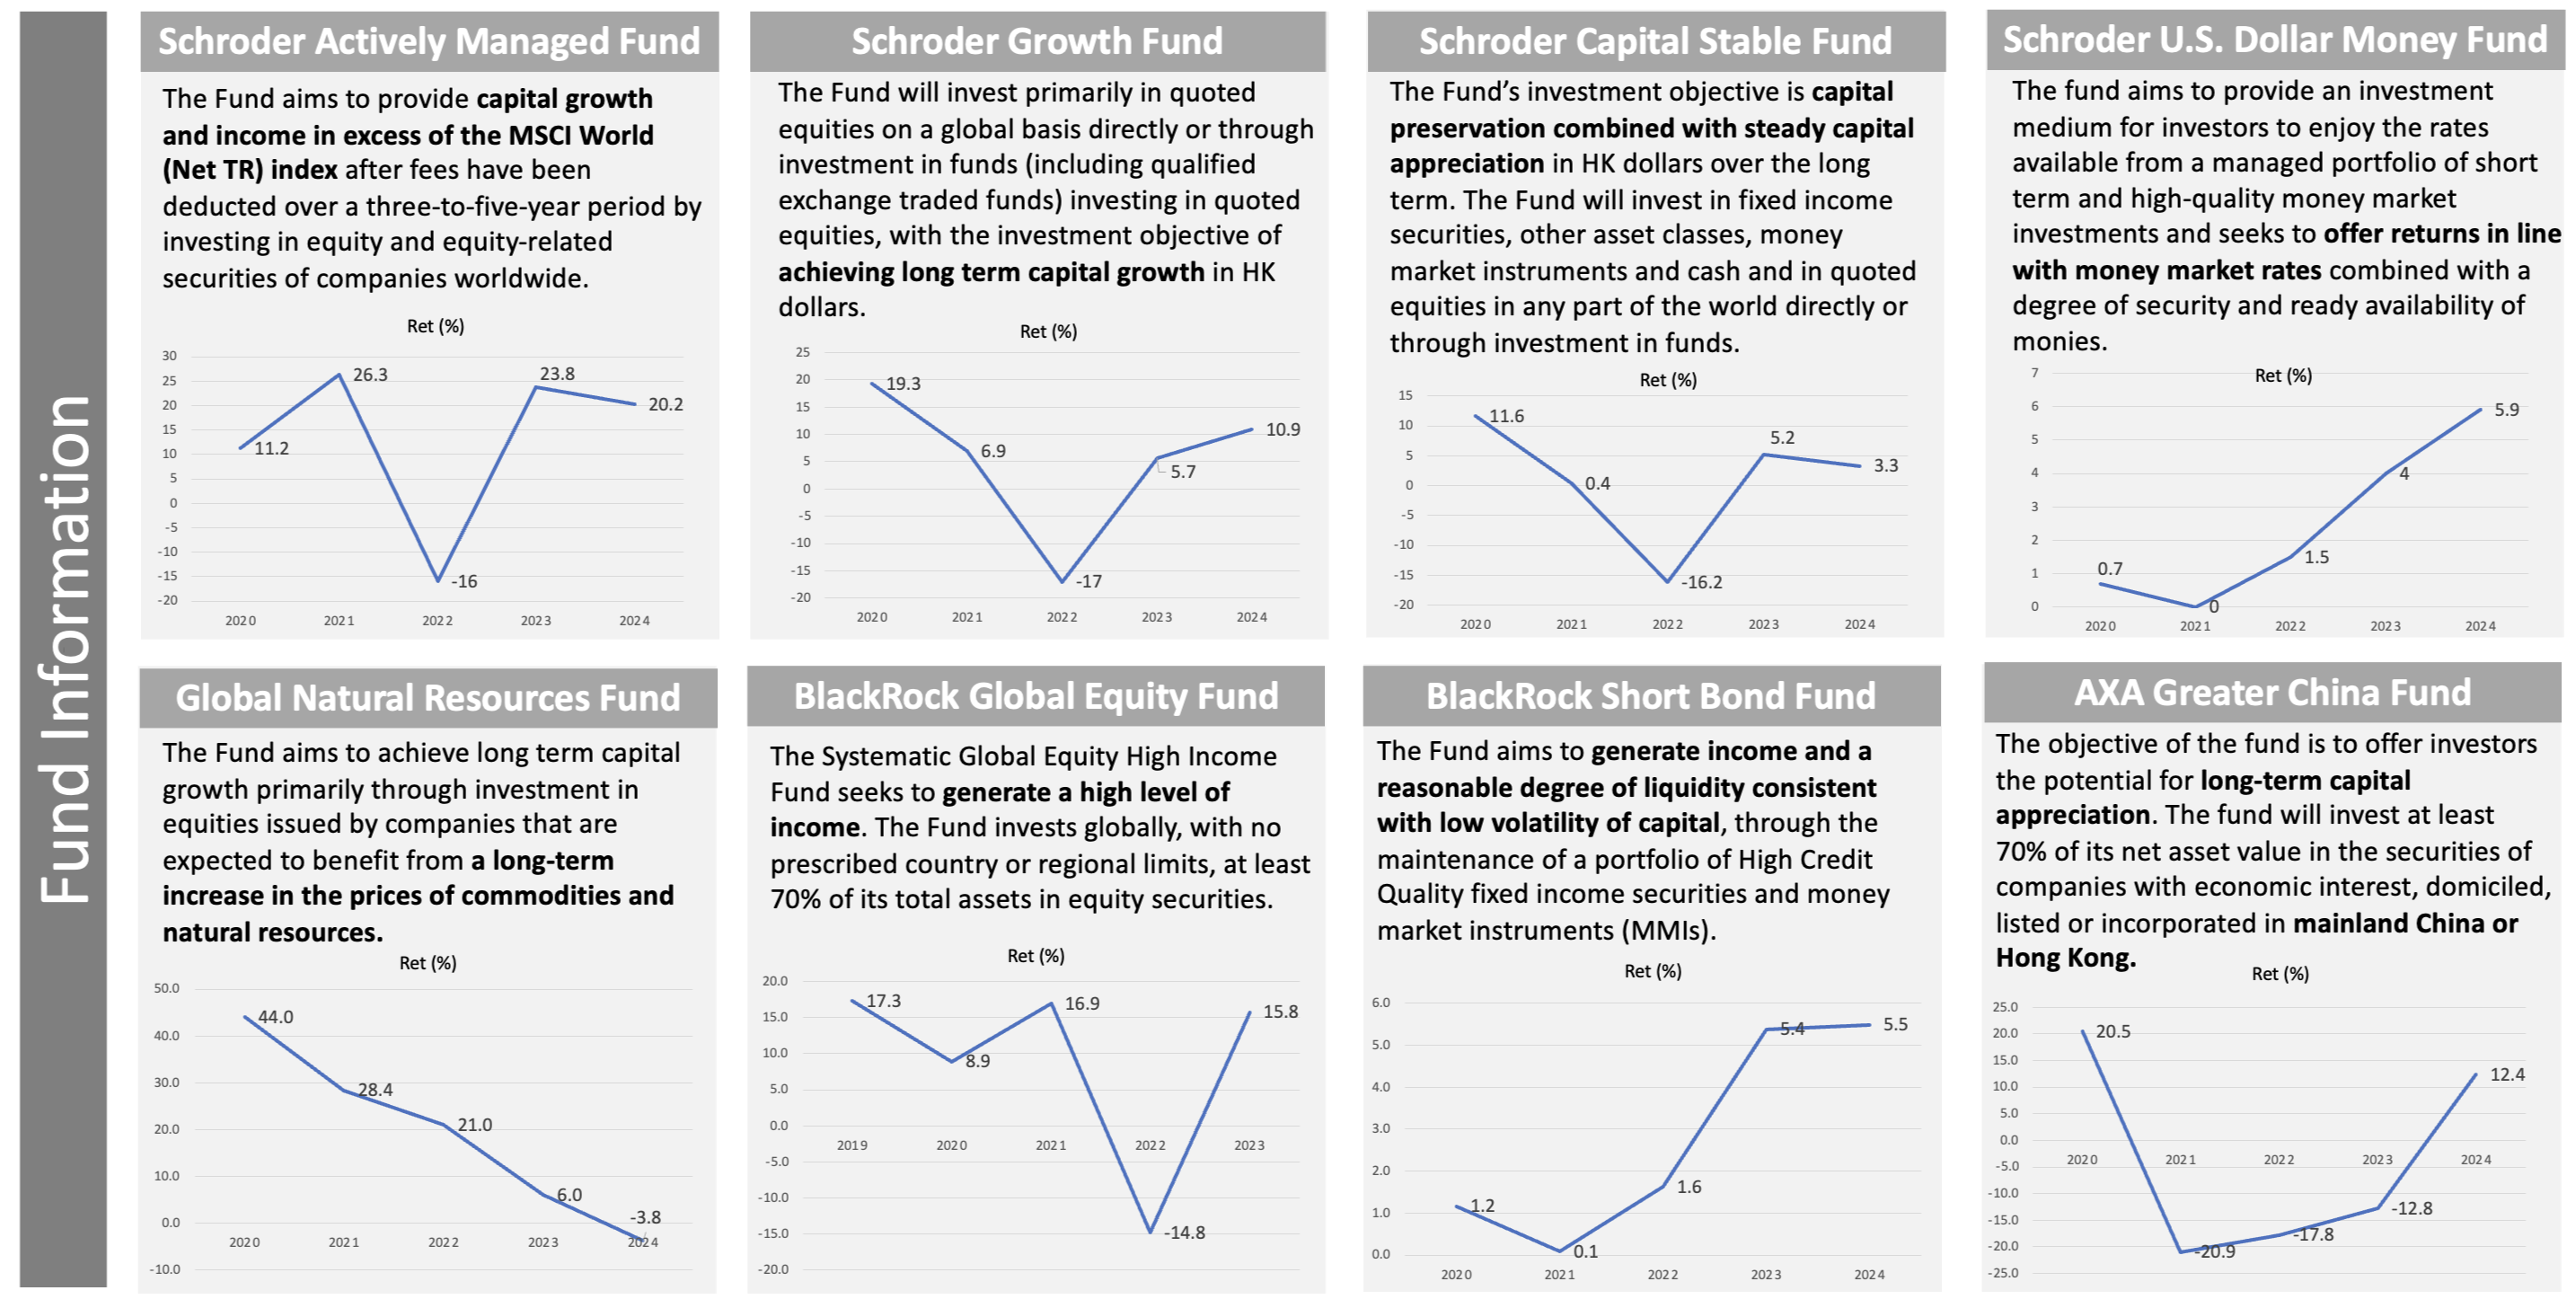 Fund Information
Schroder Actively Managed Fund
The Fund aims to provide capital growth
and income in excess of the MSCI World
(Net TR) index after fees have been
deducted over a three-to-five-year period by
investing in equity and equity-related
securities of companies worldwide.
Ret (%)
30
25
20
15
10
5
0
-5
-10
-15
-20
11.2
26.3
-16
23.8
20.2
2020 2021 2022 2023 2024
Schroder Growth Fund
The Fund will invest primarily in quoted
equities on a global basis directly or through
investment in funds (including qualified
exchange traded funds) investing in quoted
equities, with the investment objective of
achieving long term capital growth in HK
dollars.
Ret (%)
25
20
15
10
5
0
-5
-10
-15
-20
19.3
6.9
-17
5.7
10.9
2020 2021 2022 2023 2024
Schroder Capital Stable Fund
The Fund's investment objective is capital
preservation combined with steady capital
appreciation in HK dollars over the long
term. The Fund will invest in fixed income
securities, other asset classes, money
market instruments and cash and in quoted
equities in any part of the world directly or
through investment in funds.
Ret (%)
15
10
5
0
-5
-10
-15
-20
11.6
0.4
-16.2
5.2
3.3
2020 2021 2022 2023 2024
Schroder U.S. Dollar Money Fund
The fund aims to provide an investment
medium for investors to enjoy the rates
available from a managed portfolio of short
term and high-quality money market
investments and seeks to offer returns in line
with money market rates combined with a
degree of security and ready availability of
monies.
Ret (%)
7
6
5
4
3
2
1
0
0.7
0
1.5
4
5.9
2020 2021 2022 2023 2024
Global Natural Resources Fund
The Fund aims to achieve long term capital
growth primarily through investment in
equities issued by companies that are
expected to benefit from a long-term
increase in the prices of commodities and
natural resources.
Ret (%)
50.0
40.0
30.0
20.0
10.0
0.0
-10.0
44.0
28.4
21.0
6.0
-3.8
2020 2021 2022 2023 2024
BlackRock Global Equity Fund
The Systematic Global Equity High Income
Fund seeks to generate a high level of
income. The Fund invests globally, with no
prescribed country or regional limits, at least
70% of its total assets in equity securities.
Ret (%)
20.0
15.0
10.0
5.0
0.0
-5.0
-10.0
-15.0
-20.0
17.3
8.9
16.9
-14.8
15.8
2019 2020 2021 2022 2023
BlackRock Short Bond Fund
The Fund aims to generate income and a
reasonable degree of liquidity consistent
with low volatility of capital, through the
maintenance of a portfolio of High Credit
Quality fixed income securities and money
market instruments (MMIs).
Ret (%)
6.0
5.0
4.0
3.0
2.0
1.0
0.0
1.2
0.1
1.6
5.4
5.5
2020 2021 2022 2023 2024
AXA Greater China Fund
The objective of the fund is to offer investors
the potential for long-term capital
appreciation. The fund will invest at least
70% of its net asset value in the securities of
companies with economic interest, domiciled,
listed or incorporated in mainland China or
Hong Kong.
Ret (%)
25.0
20.0
15.0
10.0
5.0
0.0
-5.0
-10.0
-15.0
-20.0
-25.0
20.5
-20.9
-17.8
-12.8
12.4
2020 2021 2022 2023 2024